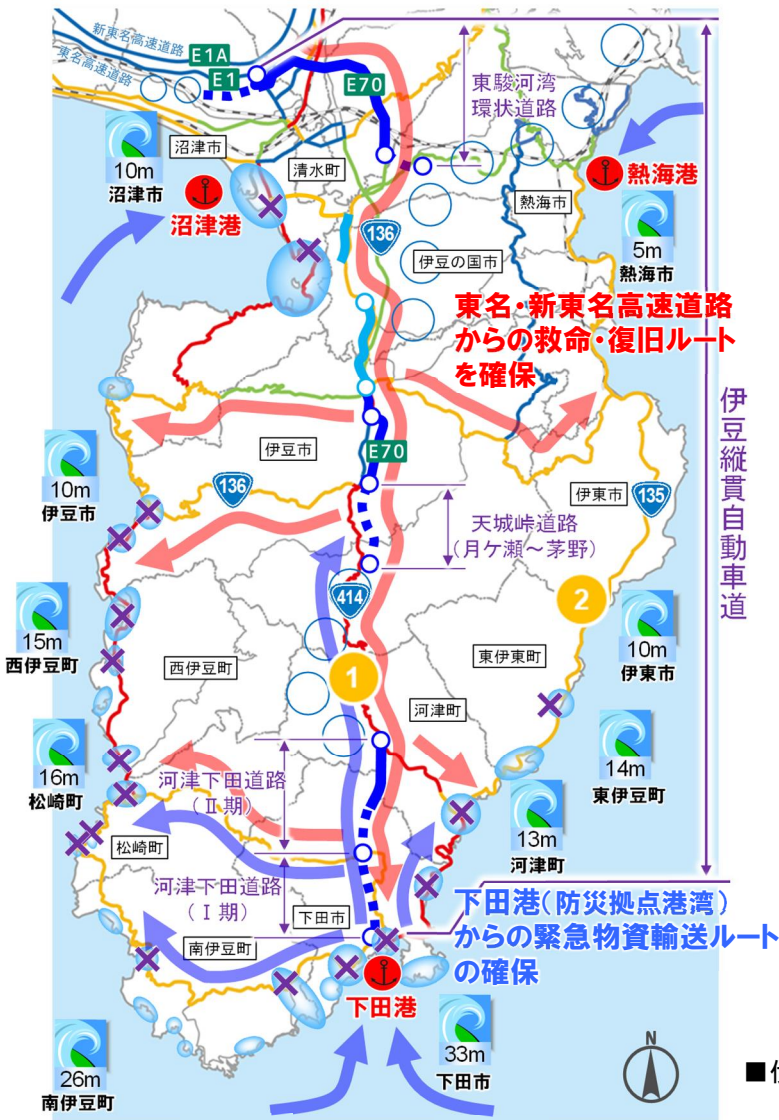 新東名高速道路
東名高速道路
E1A
E1
E70
東駿河湾
環状道路
10m
沼津市
沼津市
清水町
沼津港
熱海市
熱海港
5m
熱海市
136
伊豆の国市
東名・新東名高速道路
からの救命・復旧ルート
を確保
伊豆縦貫自動車道
伊豆市
E70
10m
伊豆市
136
伊東市
135
天城峠道路
(月ケ瀬～茅野)
414
2
15m
西伊豆町
西伊豆町
1
東伊東町
10m
伊東市
河津町
16m
松崎町
河津下田道路
(Ⅱ期)
14m
東伊豆町
松崎町
13m
河津町
河津下田道路
(Ⅰ期)
下田市
南伊豆町
下田港(防災拠点港湾)
からの緊急物資輸送ルート
の確保
下田港
26m
南伊豆町
33m
下田市
N